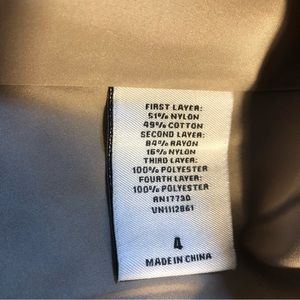 FIRST LAYER:
51% NYLON
49% COTTON
SECOND LAYER:
84% RAYON
16% NYLON
THIRD LAYER:
100% POLYESTER
FOURTH LAYER:
100% POLYESTER
RN17730
VN1112861
4
MADE IN CHINA